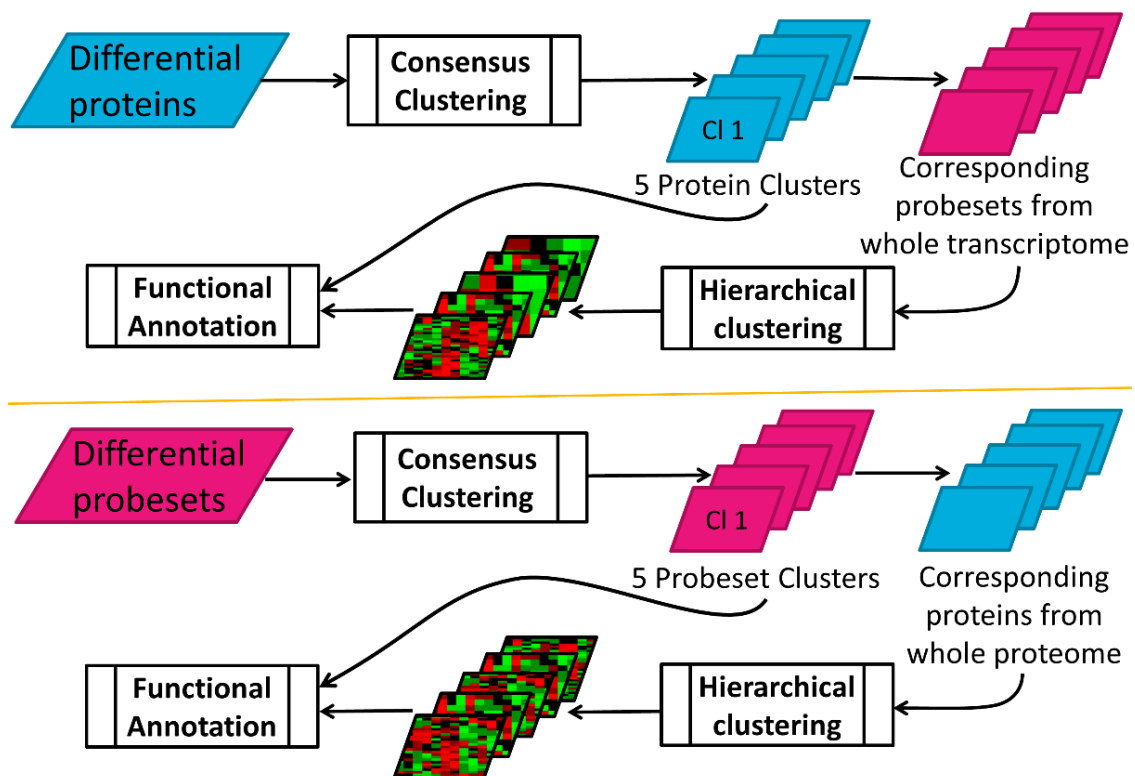 Differential
proteins
Consensus
Clustering
Cl 1
5 Protein Clusters
Corresponding
probesets from
whole transcriptome
Functional
Annotation
Hierarchical
clustering
Differential
probesets
Consensus
Clustering
Cl 1
5 Probeset Clusters
Corresponding
proteins from
whole proteome
Functional
Annotation
Hierarchical
clustering